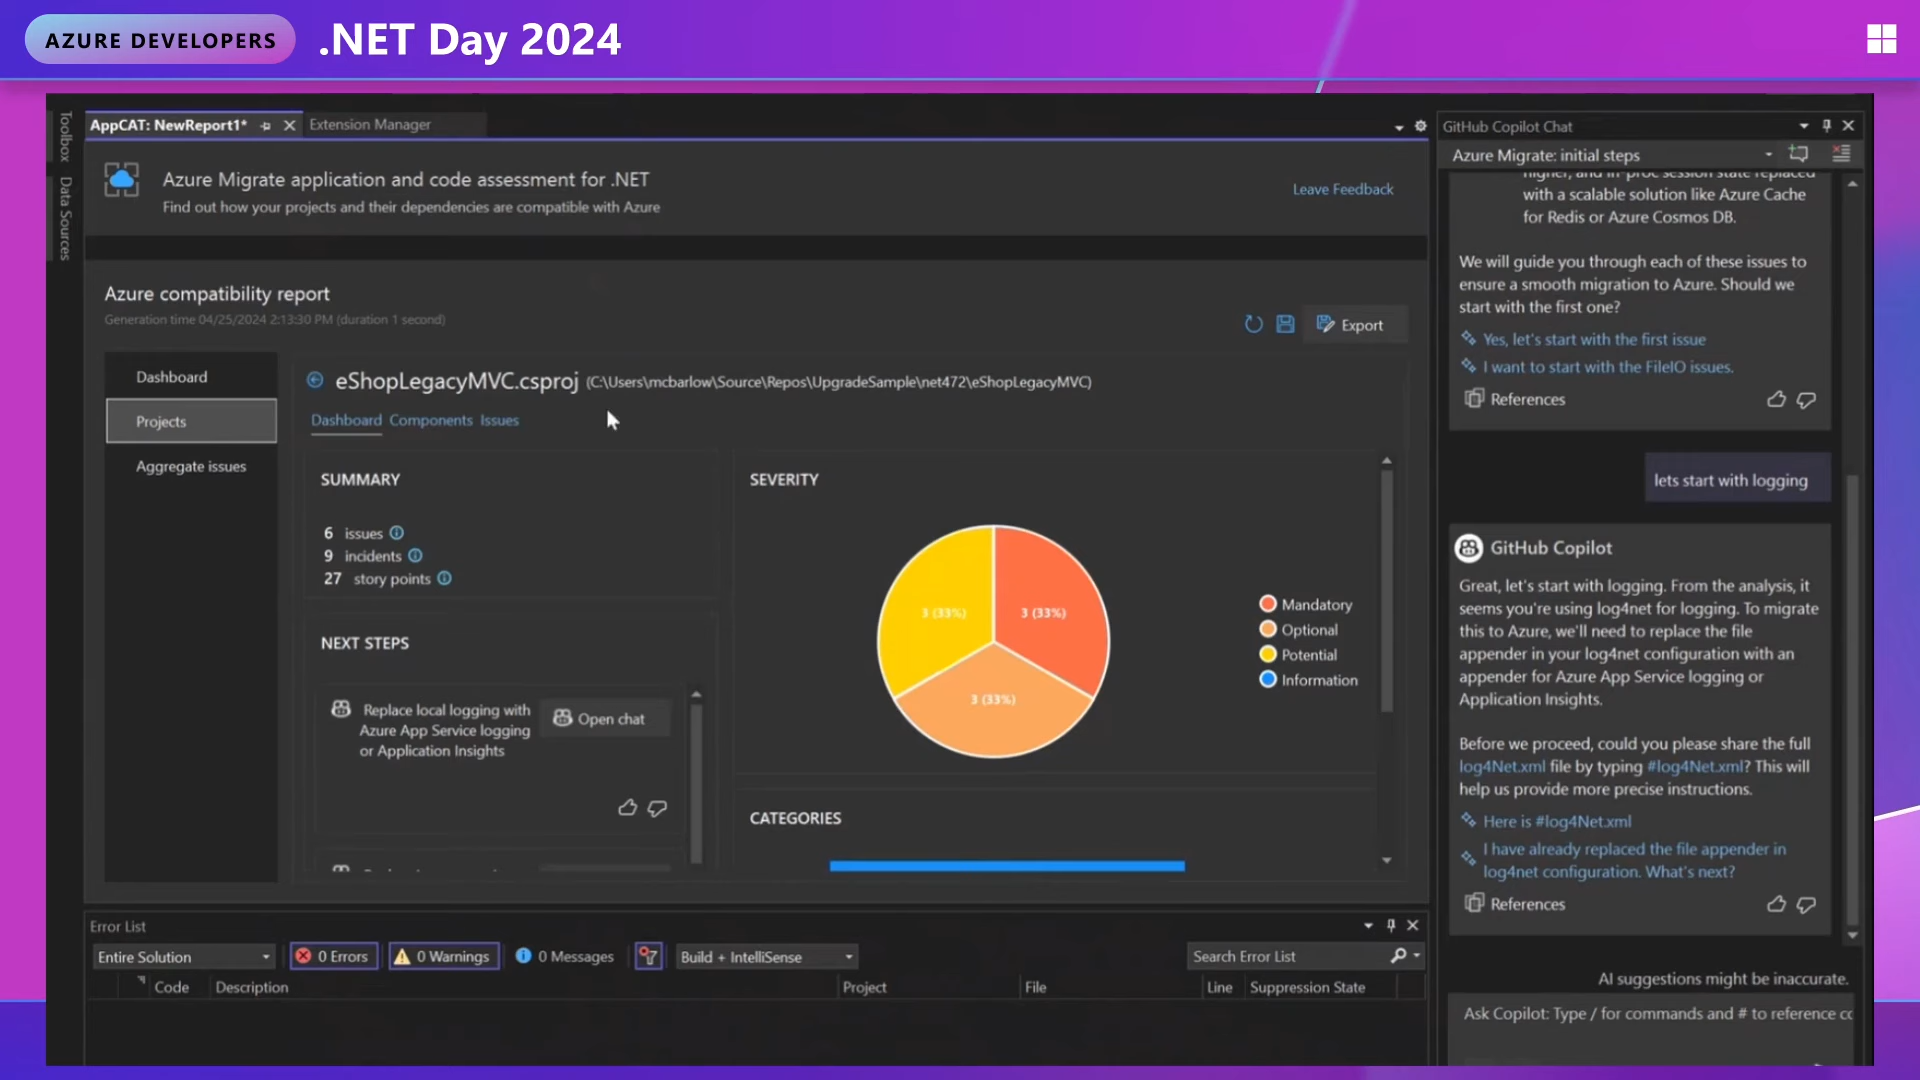 AZURE DEVELOPERS
.NET Day 2024
Toolbox
Data Sources
AppCAT: NewReport1*
Extension Manager
Azure Migrate application and code assessment for .NET
Find out how your projects and their dependencies are compatible with Azure
Leave Feedback
Azure compatibility report
Generation time 04/25/2024 2:13:30 PM (duration 1 second)
Export
Dashboard
Projects
Aggregate issues
eShopLegacyMVC.csproj (C:\Users\mcbarlow\Source\Repos\UpgradeSample\net472\eShopLegacyMVC)
Dashboard Components Issues
SUMMARY
6 issues
9 incidents
27 story points
NEXT STEPS
Replace local logging with
Azure App Service logging
or Application Insights
Open chat
SEVERITY
3 (33%)
3 (33%)
3 (33%)
Mandatory
Optional
Potential
Information
CATEGORIES
Error List
Entire Solution
0 Errors
0 Warnings
0 Messages
Build + IntelliSense
Search Error List
Code
Description
Project
File
Line
Suppression State
GitHub Copilot Chat
Azure Migrate: initial steps
higher, and in-proc session state replaced
with a scalable solution like Azure Cache
for Redis or Azure Cosmos DB.
We will guide you through each of these issues to
ensure a smooth migration to Azure. Should we
start with the first one?
Yes, let's start with the first issue
I want to start with the FileIO issues.
References
lets start with logging
GitHub Copilot
Great, let's start with logging. From the analysis, it
seems you're using log4net for logging. To migrate
this to Azure, we'll need to replace the file
appender in your log4net configuration with an
appender for Azure App Service logging or
Application Insights.
Before we proceed, could you please share the full
log4Net.xml file by typing #log4Net.xml? This will
help us provide more precise instructions.
Here is #log4Net.xml
I have already replaced the file appender in
log4net configuration. What's next?
References
AI suggestions might be inaccurate.
Ask Copilot: Type / for commands and # to reference cc